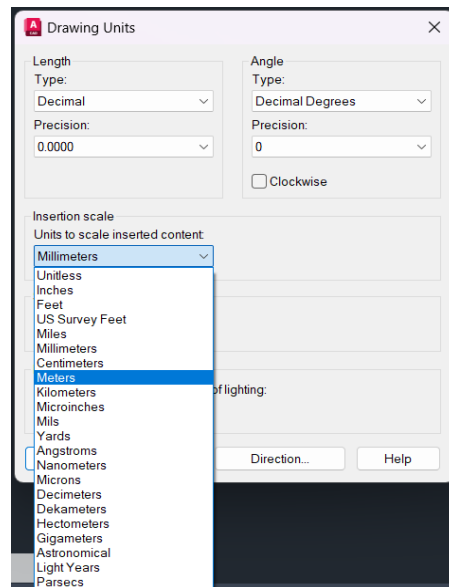 Drawing Units
Length
Type:
Decimal
Precision:
0.0000
Angle
Type:
Decimal Degrees
Precision:
0
Clockwise
Insertion scale
Units to scale inserted content:
Millimeters
Unitless
Inches
Feet
US Survey Feet
Miles
Millimeters
Centimeters
Meters
Kilometers
of lighting:
Microinches
Mils
Yards
Angstroms
Nanometers
Microns
Decimeters
Dekameters
Hectometers
Gigameters
Astronomical
Light Years
Parsecs
Direction...
Help